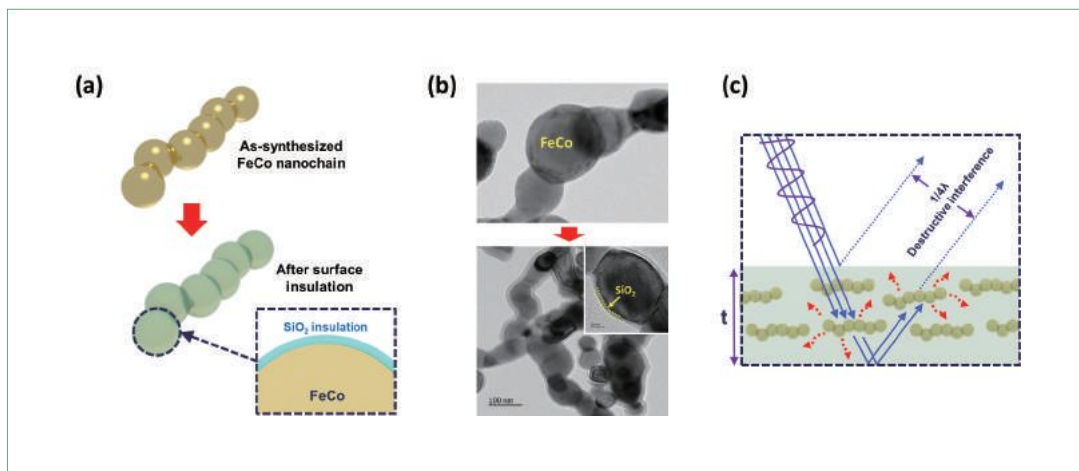 (a)
As-synthesized
FeCo nanochain
After surface
insulation
SiO2 insulation
FeCo
(b)
FeCo
SiO2
100 nm
(c)
1/4λ
Destructive interference
t